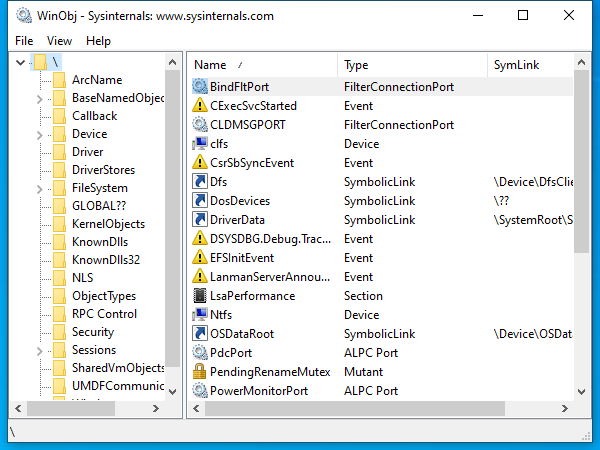 WinObj - Sysinternals: www.sysinternals.com
File View Help
\
ArcName
BaseNamedObjec
Callback
Device
Driver
DriverStores
FileSystem
GLOBAL??
KernelObjects
KnownDlls
KnownDlls32
NLS
ObjectTypes
RPC Control
Security
Sessions
SharedVmObjects
UMDFCommunic
Name Type SymLink
BindFltPort FilterConnectionPort
CExecSvcStarted Event
CLDMSGPORT FilterConnectionPort
clfs Device
CsrSbSyncEvent Event
Dfs SymbolicLink \Device\DfsClie
DosDevices SymbolicLink \??
DriverData SymbolicLink \SystemRoot\S
DSYSDBG.Debug.Trac... Event
EFSInitEvent Event
LanmanServerAnnou... Event
LsaPerformance Section
Ntfs Device
OSDataRoot SymbolicLink \Device\OSData
PdcPort ALPC Port
PendingRenameMutex Mutant
PowerMonitorPort ALPC Port
\